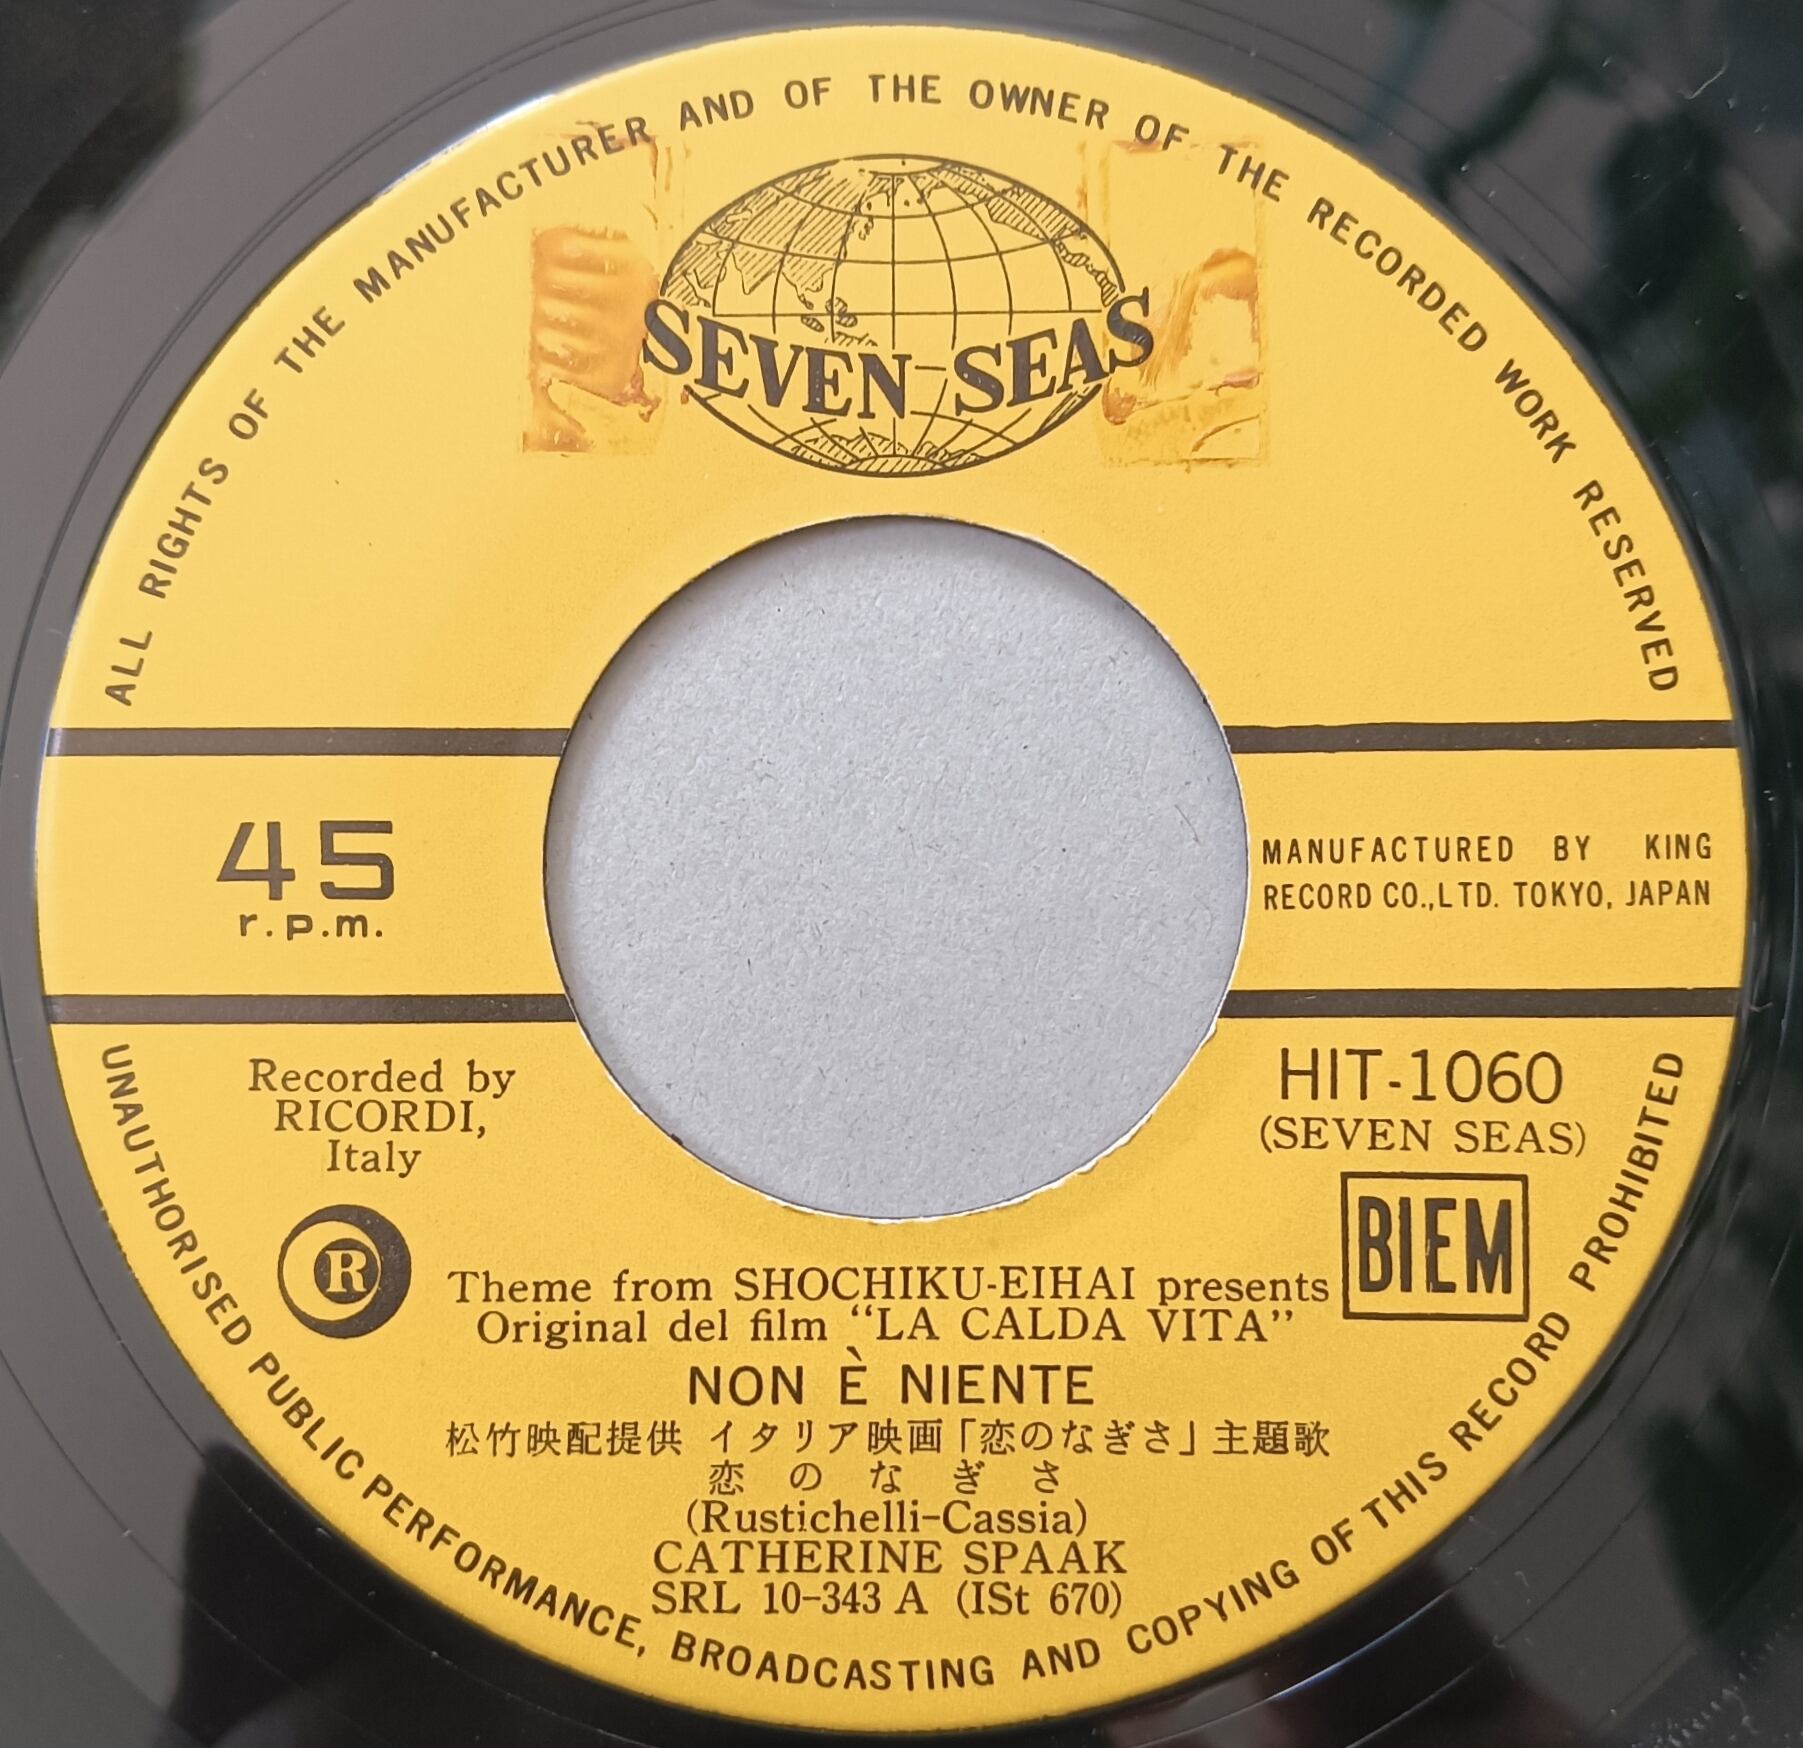 ALL RIGHTS OF THE MANUFACTURER AND OF THE OWNER OF THE RECORDED WORK RESERVED
SEVEN SEAS
45
r.p.m.
MANUFACTURED BY KING
RECORD CO.,LTD. TOKYO, JAPAN
Recorded by
RICORDI,
Italy
R
HIT-1060
(SEVEN SEAS)
BIEM
Theme from SHOCHIKU-EIHAI presents
Original del film “LA CALDA VITA”
NON È NIENTE
松竹映配提供 イタリア映画「恋のなぎさ」主題歌
恋のなぎさ
(Rustichelli-Cassia)
CATHERINE SPAAK
SRL 10-343 A (ISt 670)
UNAUTHORISED PUBLIC PERFORMANCE, BROADCASTING AND COPYING OF THIS RECORD PROHIBITED